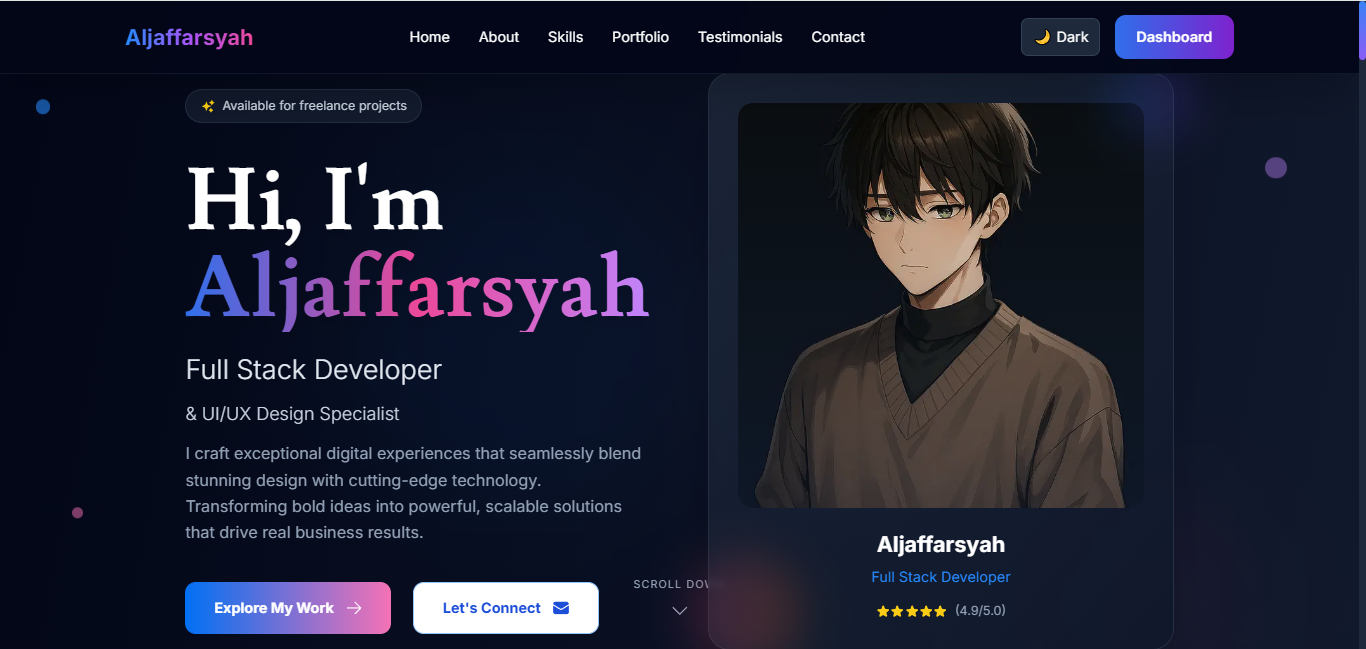 Aljaffarsyah
Home About Skills Portfolio Testimonials Contact
🌙 Dark
Dashboard
Available for freelance projects
Hi, I'm
Aljaffarsyah
Full Stack Developer
& UI/UX Design Specialist
I craft exceptional digital experiences that seamlessly blend
stunning design with cutting-edge technology.
Transforming bold ideas into powerful, scalable solutions
that drive real business results.
Explore My Work
Let's Connect
SCROLL DOW
Aljaffarsyah
Full Stack Developer
(4.9/5.0)